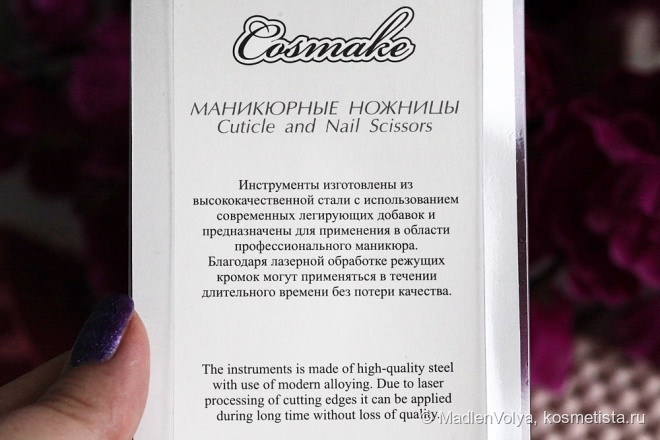 Cosmake
МАНИКЮРНЫЕ НОЖНИЦЫ
Cuticle and Nail Scissors
Инструменты изготовлены из
высококачественной стали с использованием
современных легирующих добавок и
предназначены для применения в области
профессионального маникюра.
Благодаря лазерной обработке режущих
кромок могут применяться в течении
длительного времени без потери качества.
The instruments is made of high-quality steel
with use of modern alloying. Due to laser
processing of cutting edges it can be applied
during long time without loss of quality.
© MadlenVolya, kosmetista.ru